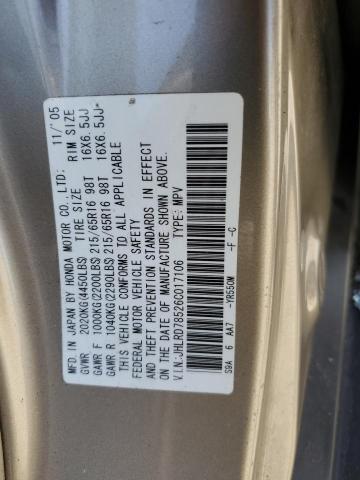 MFD. IN JAPAN BY HONDA MOTOR CO.,LTD: 11/'05
GVWR 2020KG(4450LBS) TIRE SIZE RIM SIZE
GAWR F 1000KG(2200LBS) 215/65R16 98T 16X6.5JJ
GAWR R 1040KG(2290LBS) 215/65R16 98T 16X6.5JJ
THIS VEHICLE CONFORMS TO ALL APPLICABLE
FEDERAL MOTOR VEHICLE SAFETY
AND THEFT PREVENTION STANDARDS IN EFFECT
ON THE DATE OF MANUFACTURE SHOWN ABOVE.
V.I.N:JHLRD78526C017106 TYPE: MPV
S9A 6 AA7 -YR550M -F -C